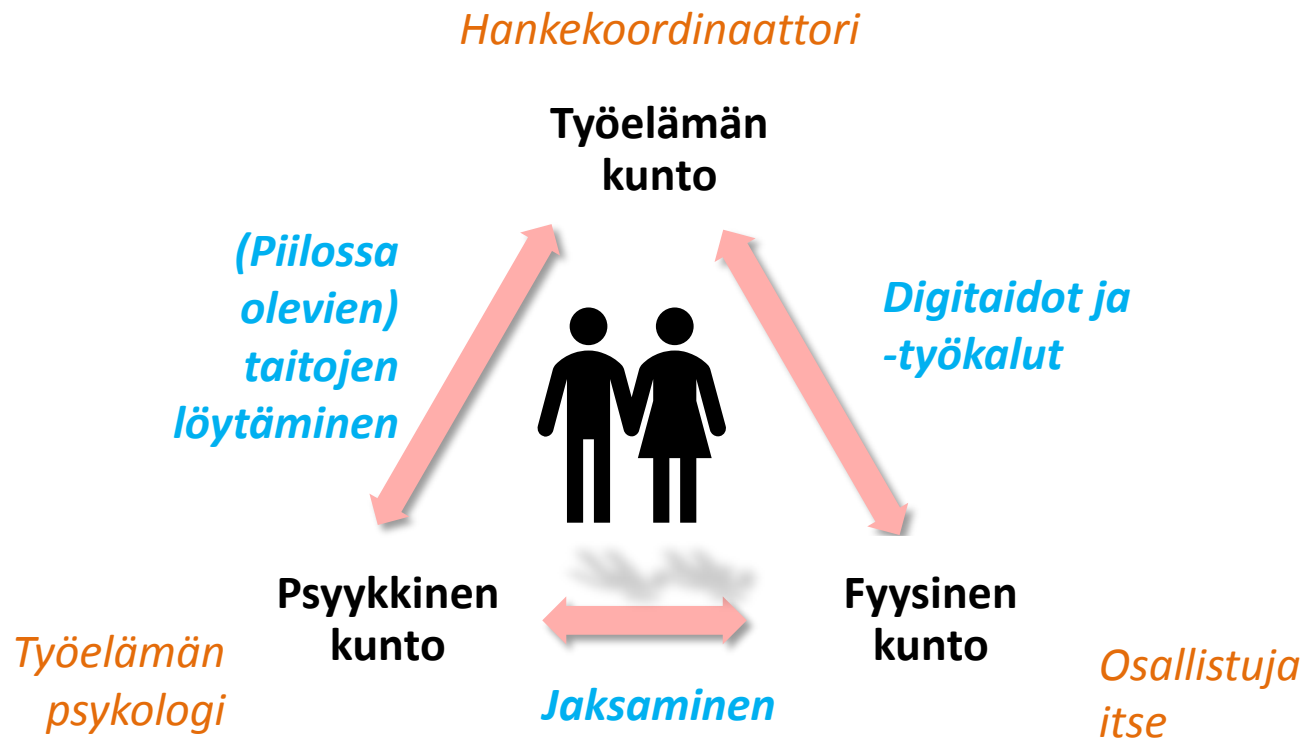 Hankekoordinaattori
Työelämän
kunto
(Piilossa
olevien)
taitojen
löytäminen
Digitaidot ja
-työkalut
Psyykkinen
kunto
Fyysinen
kunto
Työelämän
psykologi
Jaksaminen
Osallistuja
itse